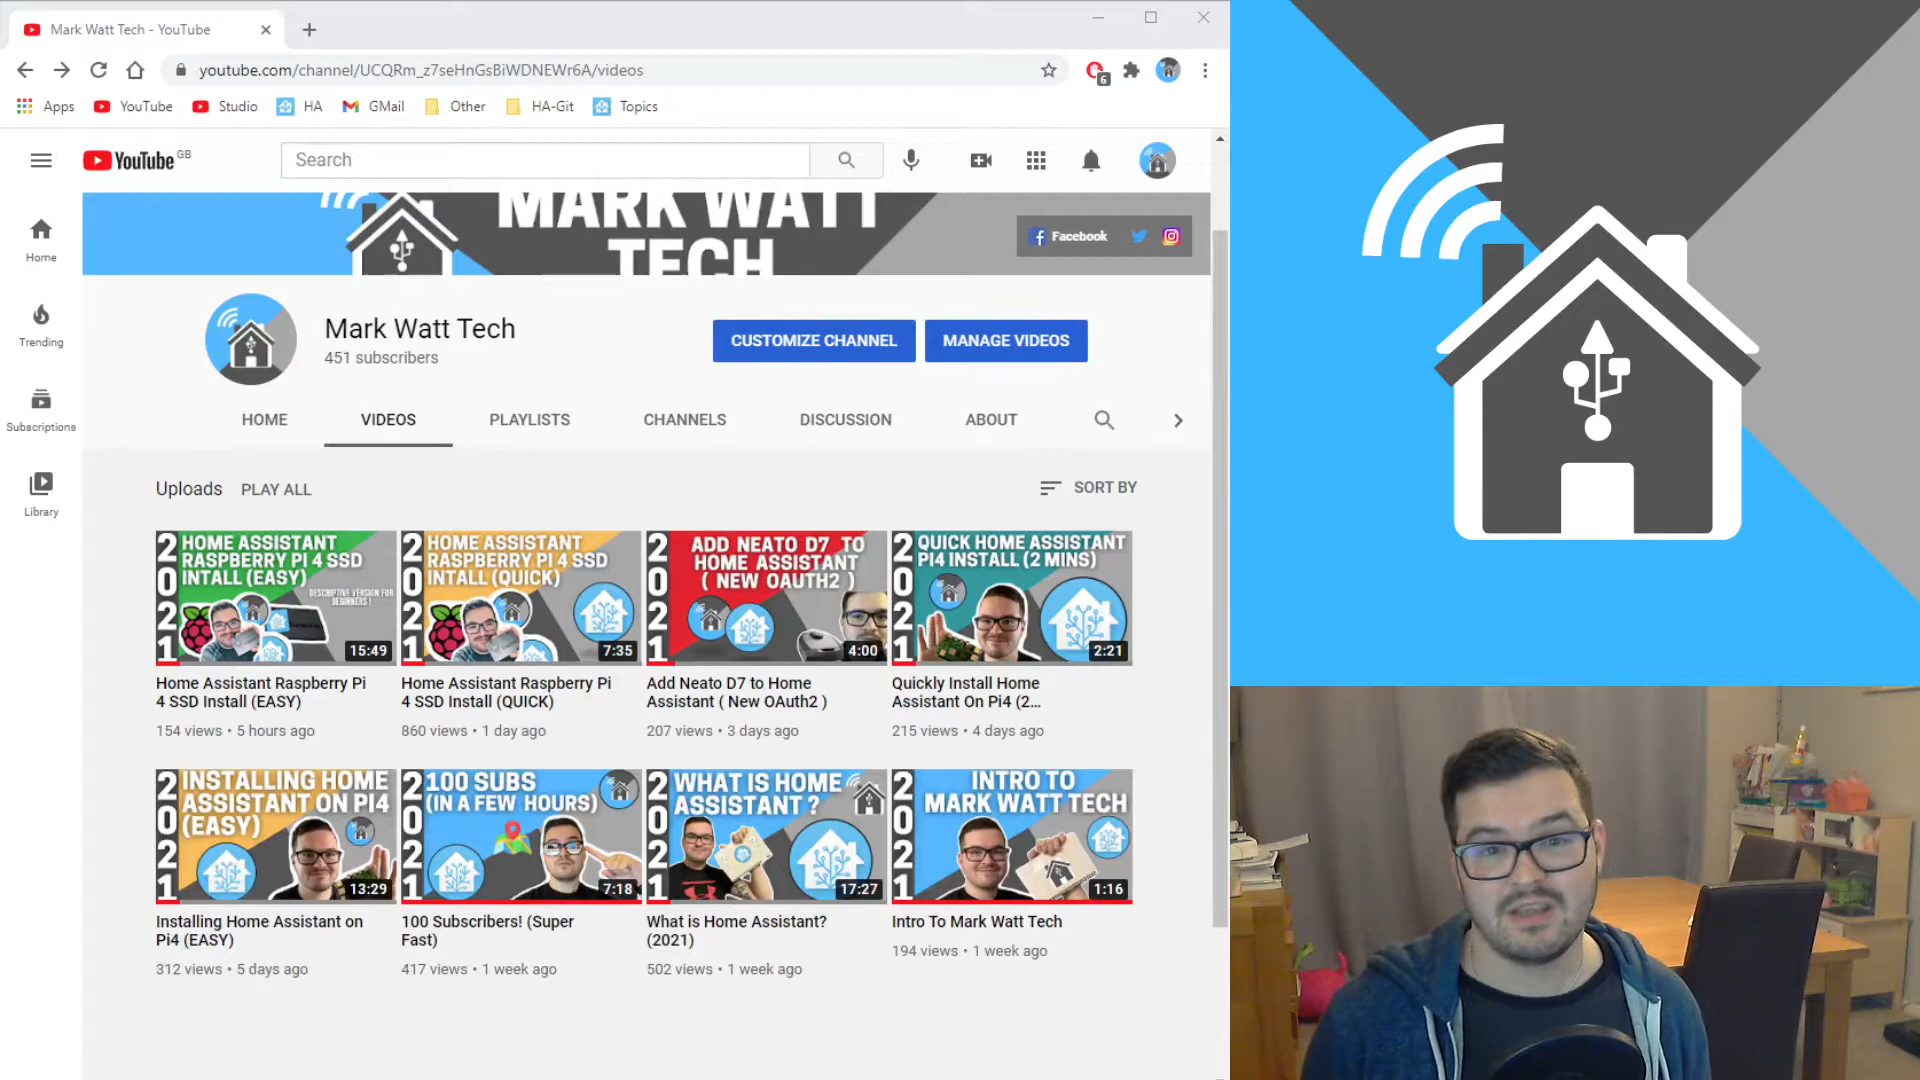 Mark Watt Tech - YouTube
youtube.com/channel/UCQRm_z7seHnGsBiWDNEWr6A/videos
6
Apps YouTube Studio HA GMail Other HA-Git Topics
YouTube GB
Search
MARK WATT
TECH
Facebook
Home
Trending
Subscriptions
Library
Mark Watt Tech
451 subscribers
CUSTOMIZE CHANNEL
MANAGE VIDEOS
HOME VIDEOS PLAYLISTS CHANNELS DISCUSSION ABOUT
Uploads PLAY ALL
SORT BY
2021
HOME ASSISTANT
RASPBERRY PI 4 SSD
INTALL (EASY)
DESCRIPTIVE VERSION FOR
BEGINNERS !
15:49
Home Assistant Raspberry Pi
4 SSD Install (EASY)
154 views • 5 hours ago
2021
HOME ASSISTANT
RASPBERRY PI 4 SSD
INTALL (QUICK)
7:35
Home Assistant Raspberry Pi
4 SSD Install (QUICK)
860 views • 1 day ago
2021
ADD NEATO D7 TO
HOME ASSISTANT
( NEW OAUTH2 )
4:00
Add Neato D7 to Home
Assistant ( New OAuth2 )
207 views • 3 days ago
2021
QUICK HOME ASSISTANT
PI4 INSTALL (2 MINS)
2:21
Quickly Install Home
Assistant On Pi4 (2...
215 views • 4 days ago
2021
INSTALLING HOME
ASSISTANT ON PI4
(EASY)
13:29
Installing Home Assistant on
Pi4 (EASY)
312 views • 5 days ago
2021
100 SUBS
(IN A FEW HOURS)
7:18
100 Subscribers! (Super
Fast)
417 views • 1 week ago
2021
WHAT IS HOME
ASSISTANT ?
17:27
What is Home Assistant?
(2021)
502 views • 1 week ago
2021
INTRO TO
MARK WATT TECH
1:16
Intro To Mark Watt Tech
194 views • 1 week ago